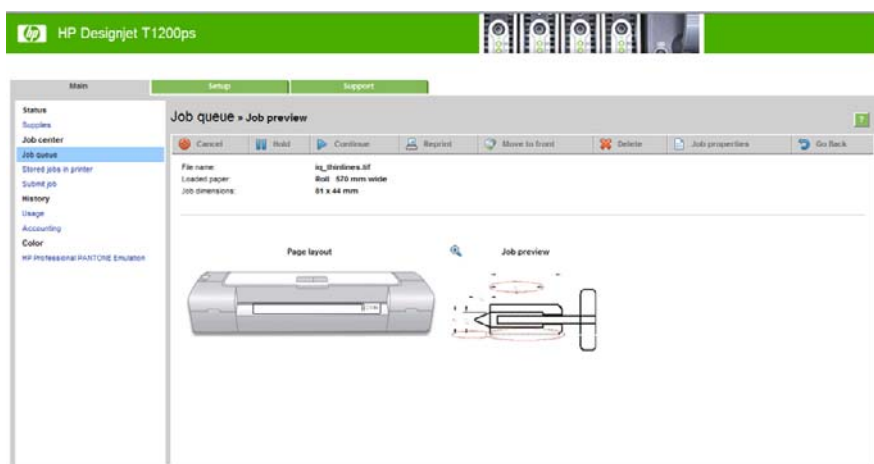 hp HP Designjet T1200ps
Main Setup Support
Status
Supplies
Job center
Job queue
Stored jobs in printer
Submit job
History
Usage
Accounting
Color
HP Professional PANTONE Emulation
Job queue » Job preview
?
Cancel Hold Continue Reprint Move to front Delete Job properties Go Back
File name: iq_thinlines.tif
Loaded paper: Roll 570 mm wide
Job dimensions: 81 x 44 mm
Page layout Job preview